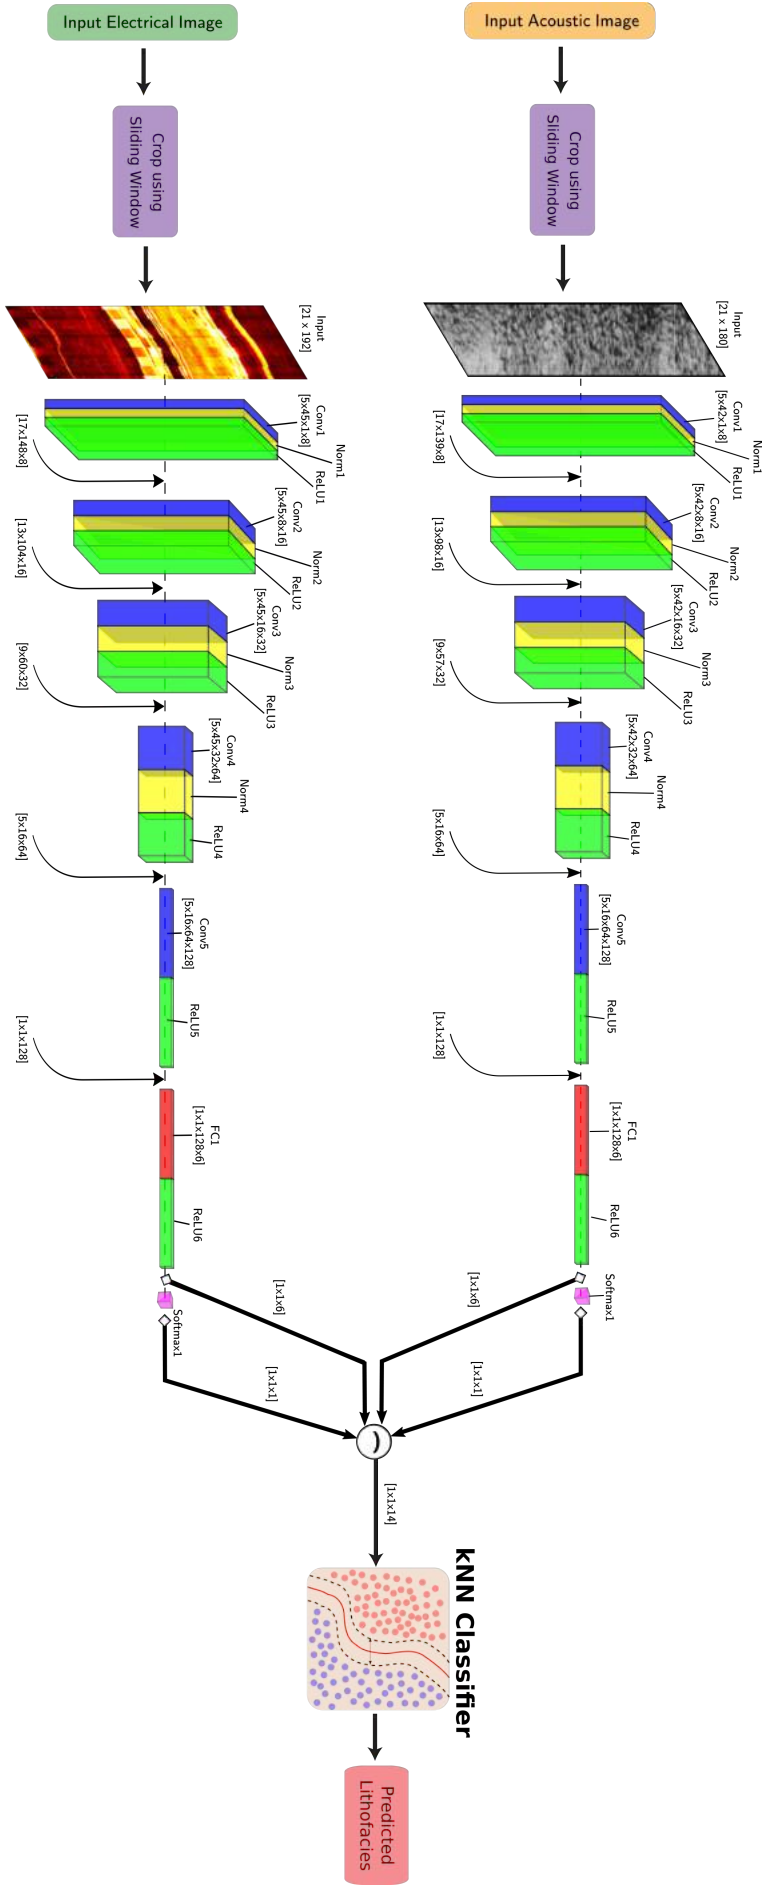 Input Electrical Image
Crop using
Sliding Window
Input
[21 x 192]
Conv1
[5x45x1x8]
Norm1
ReLU1
[17x148x8]
Conv2
[5x45x8x16]
Norm2
ReLU2
[13x104x16]
Conv3
[5x45x16x32]
Norm3
ReLU3
[9x60x32]
Conv4
[5x45x32x64]
Norm4
ReLU4
[5x16x64]
Conv5
[5x16x64x128]
ReLU5
[1x1x128]
FC1
[1x1x128x6]
ReLU6
Softmax1
[1x1x6]
[1x1x1]
Input Acoustic Image
Crop using
Sliding Window
Input
[21 x 180]
Conv1
[5x42x1x8]
Norm1
ReLU1
[17x139x8]
Conv2
[5x42x8x16]
Norm2
ReLU2
[13x98x16]
Conv3
[5x42x16x32]
Norm3
ReLU3
[9x57x32]
Conv4
[5x42x32x64]
Norm4
ReLU4
[5x16x64]
Conv5
[5x16x64x128]
ReLU5
[1x1x128]
FC1
[1x1x128x6]
ReLU6
Softmax1
[1x1x6]
[1x1x1]
[1x1x14]
kNN Classifier
Predicted
Lithofacies